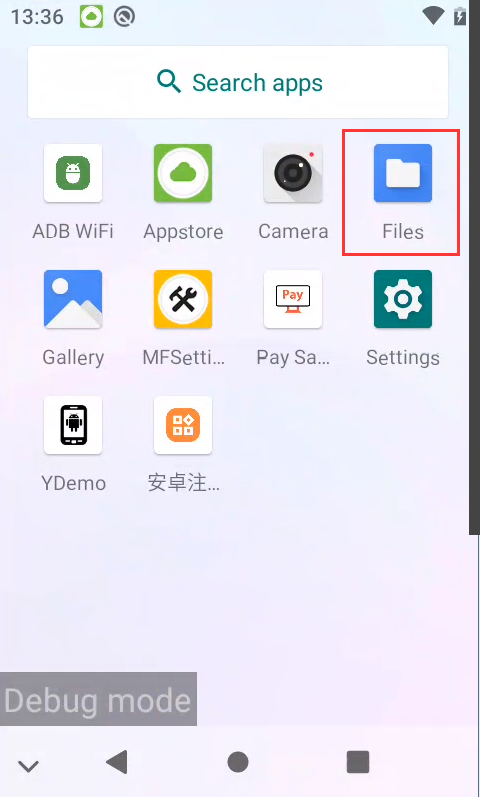 13:36
Search apps
ADB WiFi
Appstore
Camera
Files
Gallery
MFSetti...
Pay
Pay Sa...
Settings
YDemo
安卓注...
Debug mode